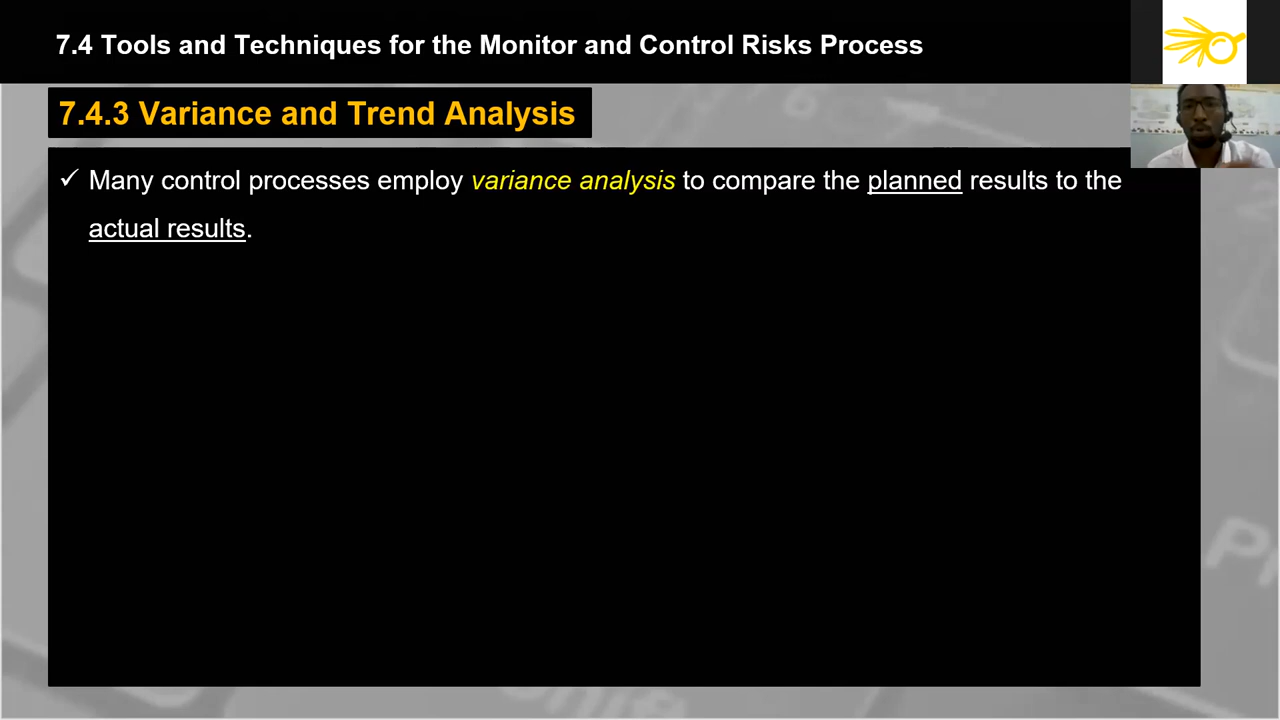 7.4 Tools and Techniques for the Monitor and Control Risks Process
7.4.3 Variance and Trend Analysis
✓ Many control processes employ variance analysis to compare the planned results to the
actual results.